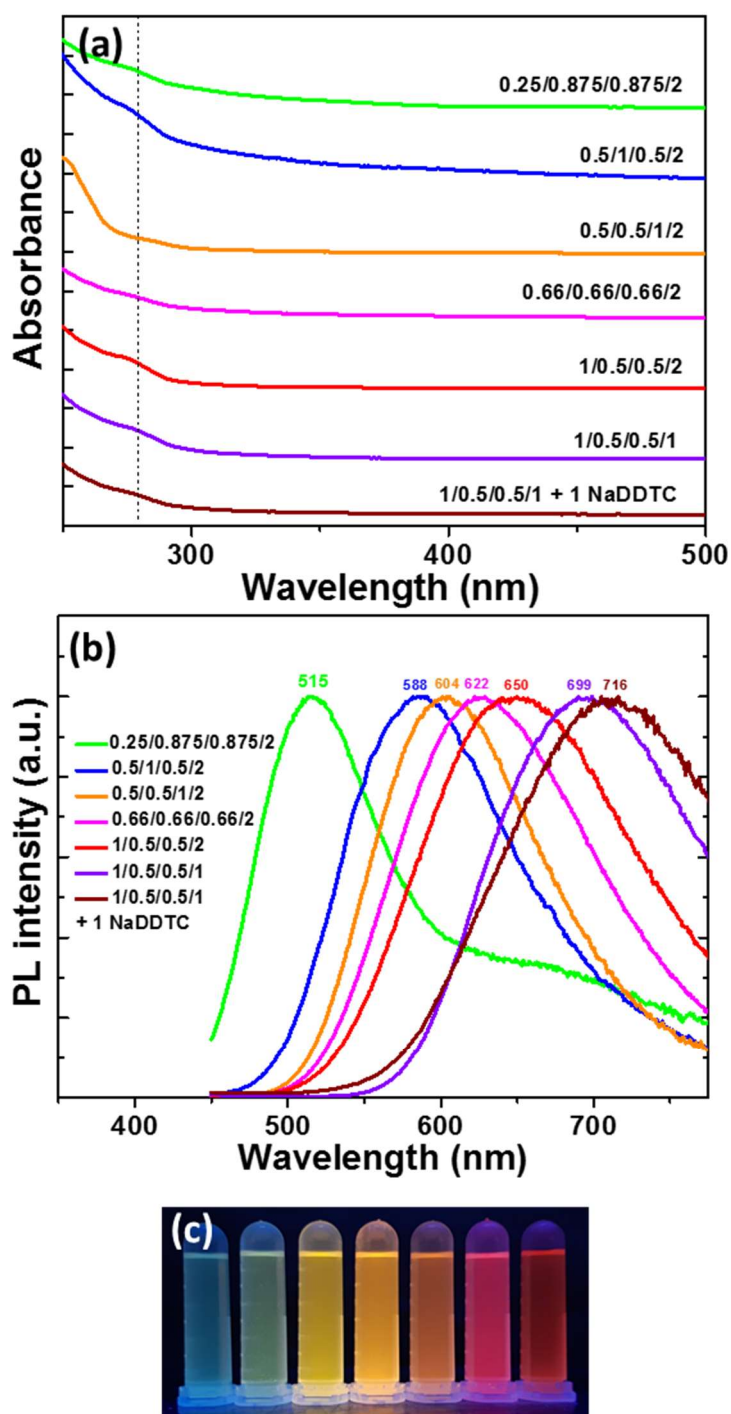 (a)
0.25/0.875/0.875/2
0.5/1/0.5/2
0.5/0.5/1/2
0.66/0.66/0.66/2
1/0.5/0.5/2
1/0.5/0.5/1
1/0.5/0.5/1 + 1 NaDDTC
Absorbance
300 400 500
Wavelength (nm)
(b)
515 588 604 622 650 699 716
0.25/0.875/0.875/2
0.5/1/0.5/2
0.5/0.5/1/2
0.66/0.66/0.66/2
1/0.5/0.5/2
1/0.5/0.5/1
1/0.5/0.5/1
+ 1 NaDDTC
PL intensity (a.u.)
400 500 600 700
Wavelength (nm)
(c)